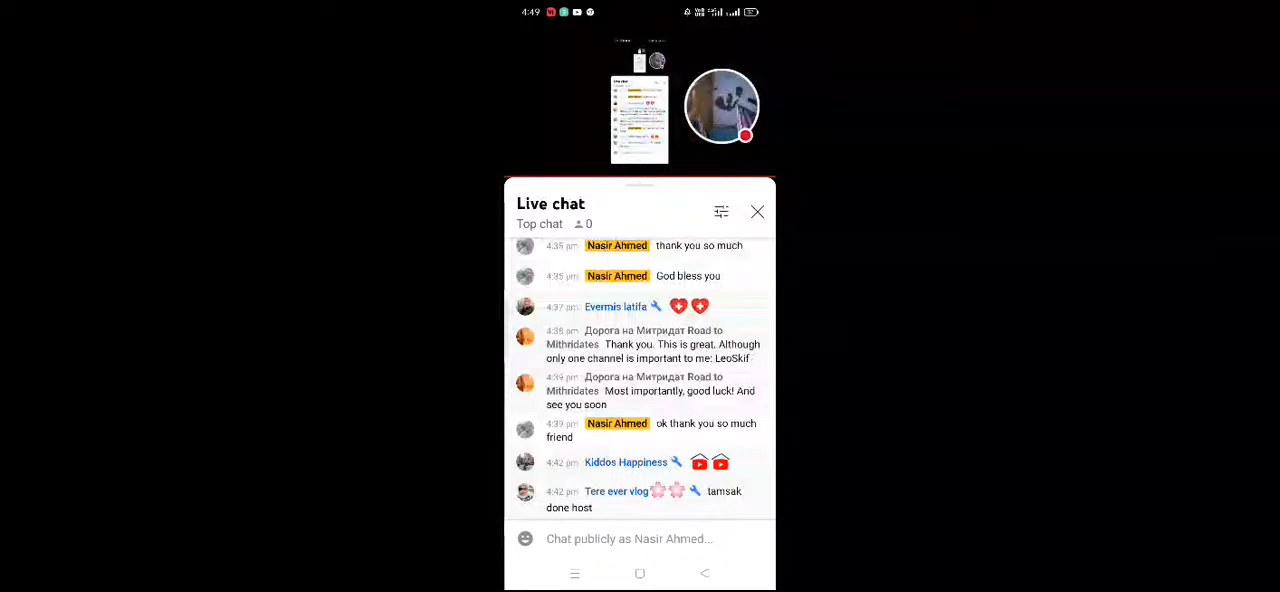 4:49
Live chat
Top chat 0
4:35 pm Nasir Ahmed thank you so much
4:35 pm Nasir Ahmed God bless you
4:37 pm Evermis latifa
4:38 pm Дорога на Митридат Road to
Mithridates Thank you. This is great. Although
only one channel is important to me: LeoSkif
4:39 pm Дорога на Митридат Road to
Mithridates Most importantly, good luck! And
see you soon
4:39 pm Nasir Ahmed ok thank you so much
friend
4:42 pm Kiddos Happiness
4:42 pm Tere ever vlog🌸🌸 tamsak
done host
Chat publicly as Nasir Ahmed...